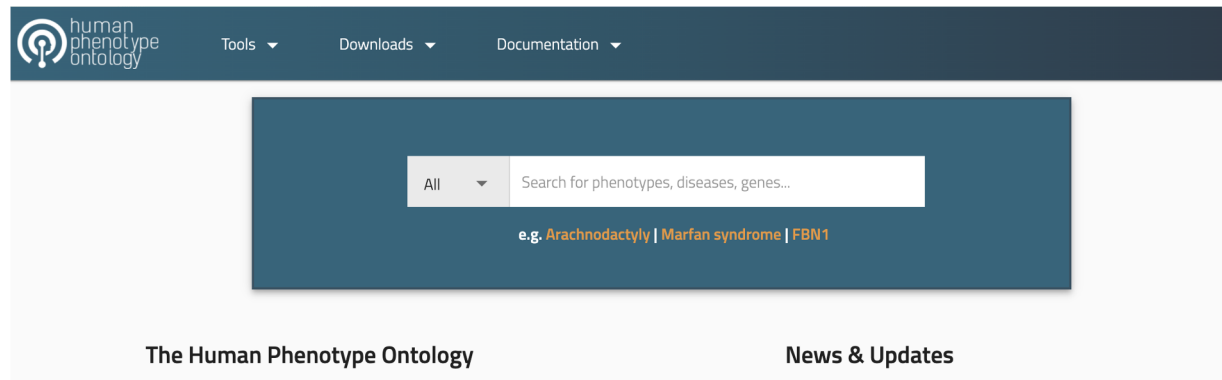 human
phenotype
ontology
Tools
Downloads
Documentation
All
Search for phenotypes, diseases, genes...
e.g. Arachnodactyly | Marfan syndrome | FBN1
The Human Phenotype Ontology
News & Updates